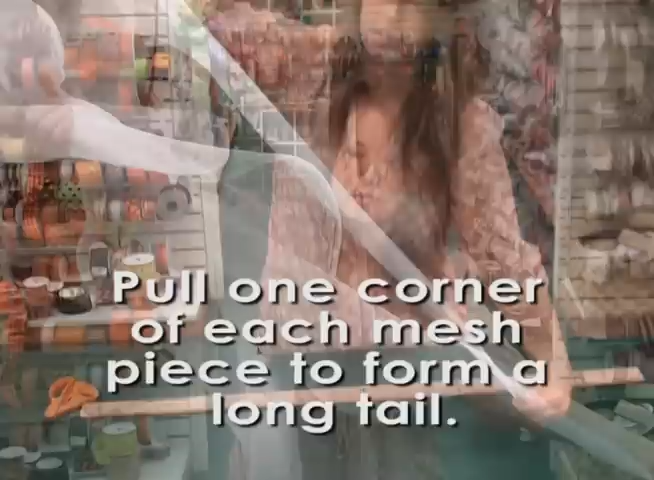 Pull one corner
of each mesh
piece to form a
long tail.